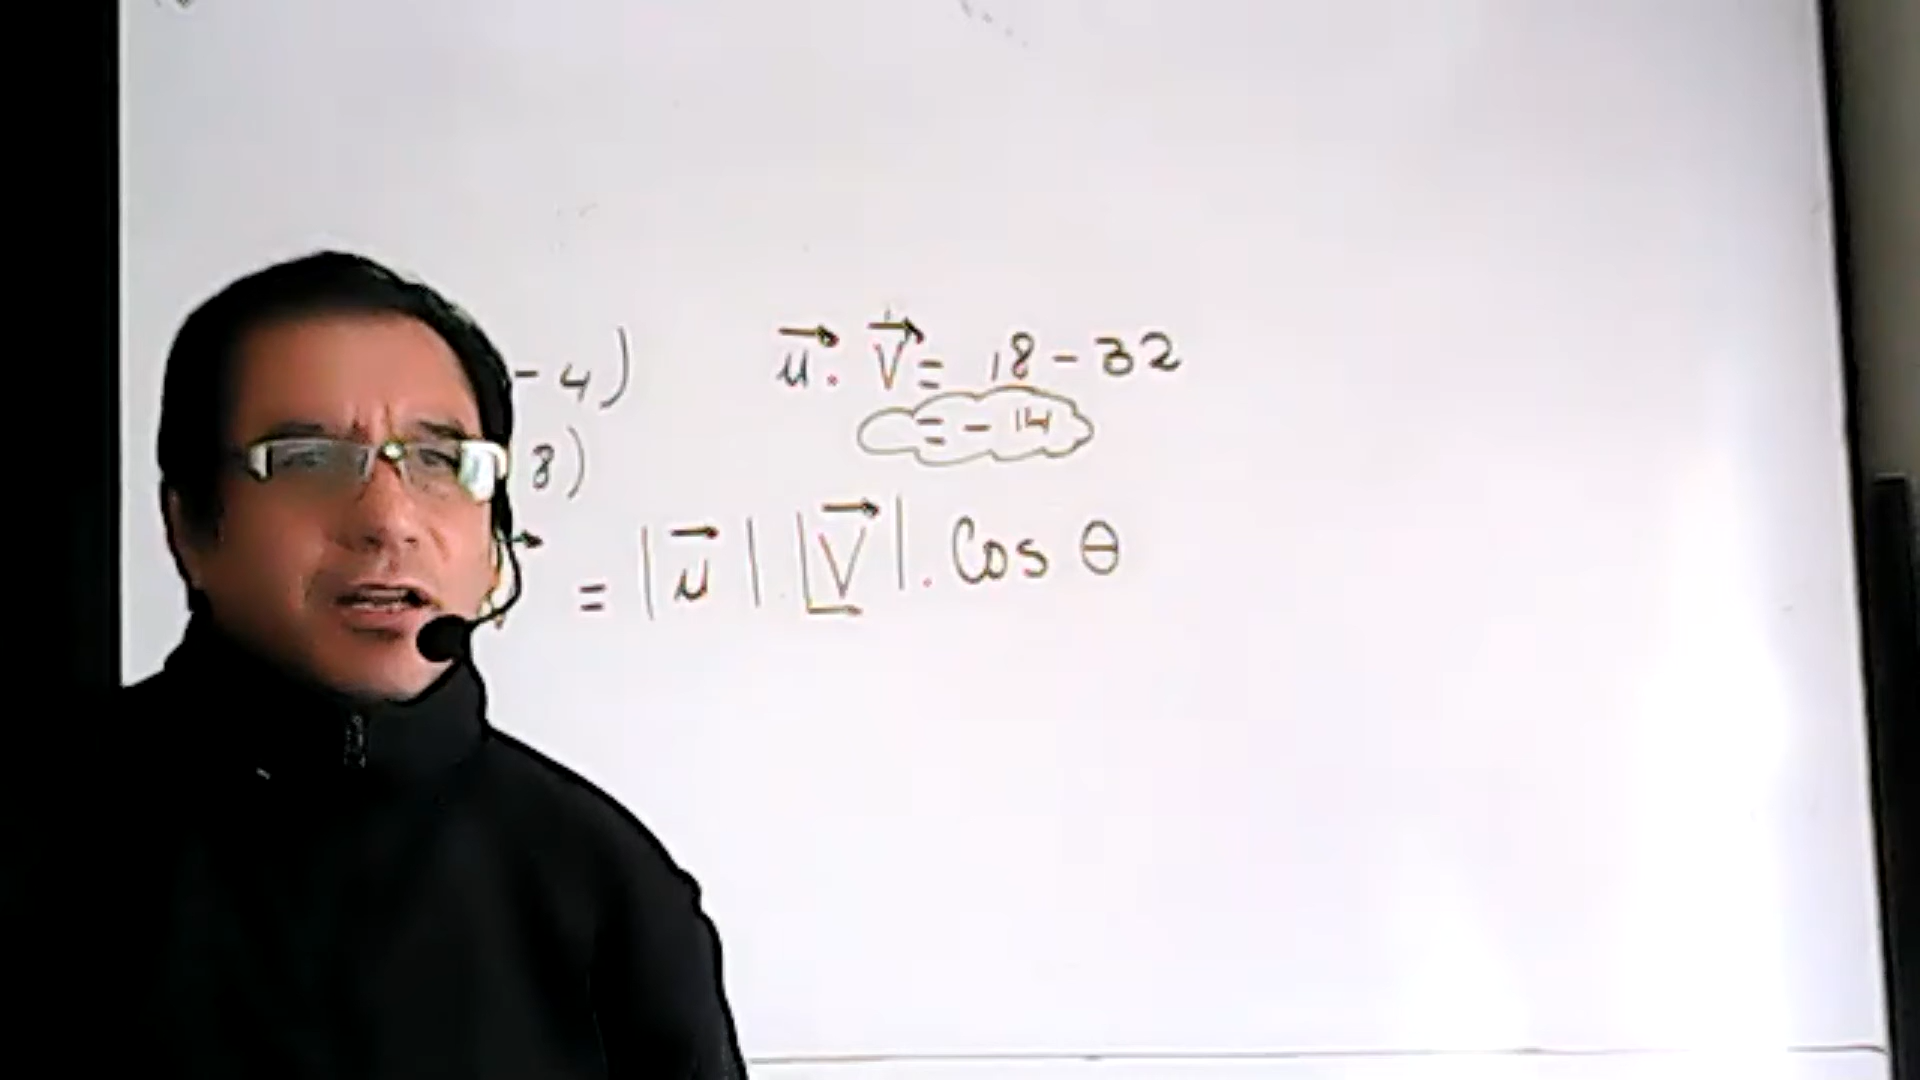 - 4) u⃗ . v⃗ = 18 - 32
= - 14
8)
= |u⃗| . |v⃗| . Cos θ